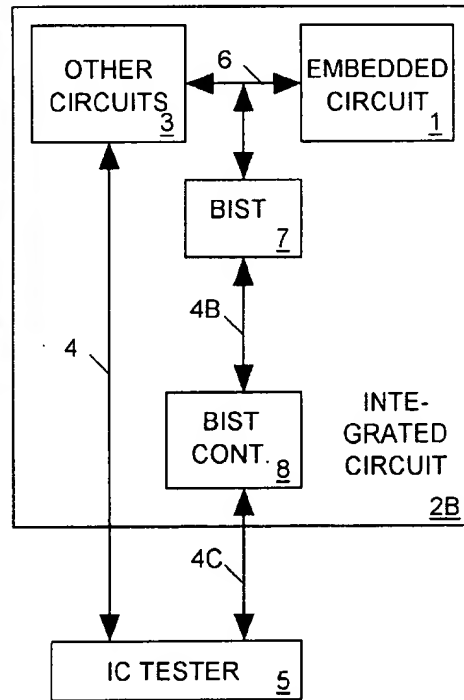 OTHER
CIRCUITS
3
6
EMBEDDED
CIRCUIT
1
BIST
7
4
4B
BIST
CONT.
8
INTE-
GRATED
CIRCUIT
2B
4C
IC TESTER
5